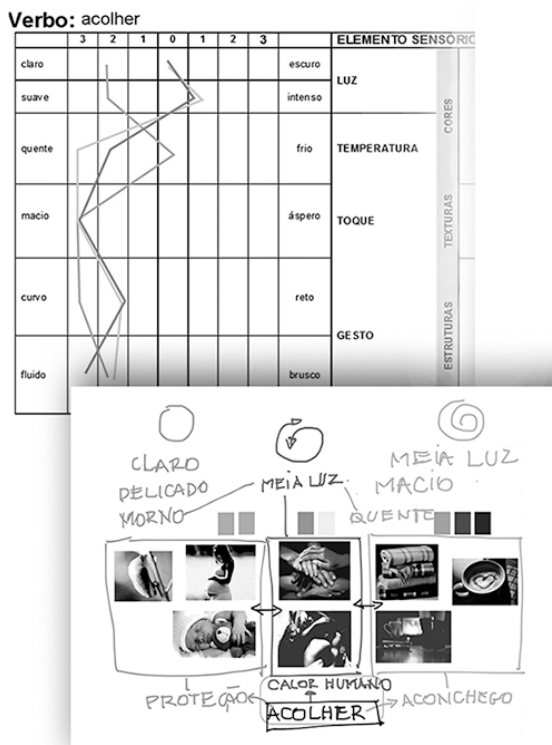 Verbo: acolher
3 2 1 0 1 2 3 ELEMENTO SENSÓRIC
claro escuro
LUZ
suave intenso
CORES
quente frio TEMPERATURA
macio áspero TOQUE
TEXTURAS
curvo reto
GESTO
ESTRUTURAS
fluido brusco
CLARO
DELICADO
MORNO
MEIA LUZ
MEIA LUZ
MACIO
QUENTE
PROTEÇÃO
CALOR HUMANO
ACONCHEGO
ACOLHER